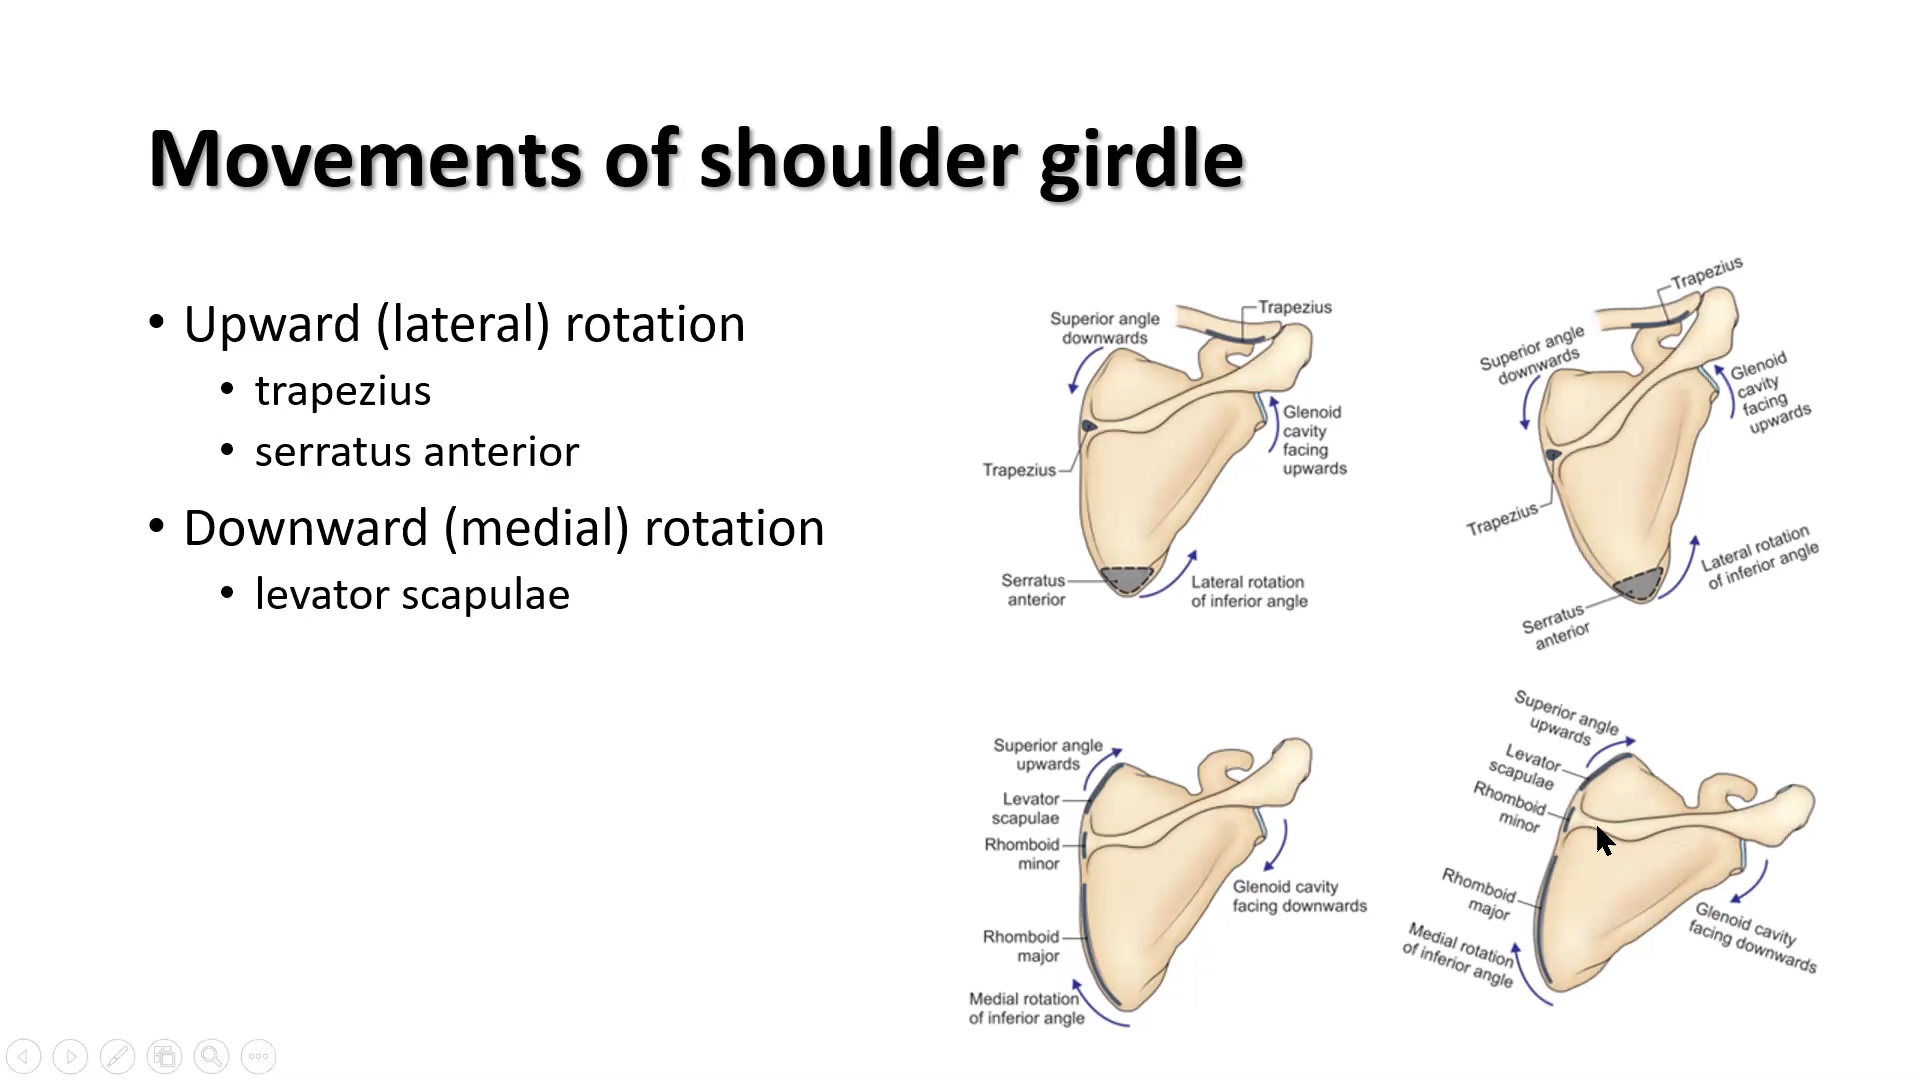 Movements of shoulder girdle
• Upward (lateral) rotation
• trapezius
• serratus anterior
• Downward (medial) rotation
• levator scapulae
Trapezius
Superior angle
downwards
Glenoid
cavity
facing
upwards
Trapezius
Serratus
anterior
Lateral rotation
of inferior angle
Trapezius
Superior angle
downwards
Glenoid
cavity
facing
upwards
Trapezius
Lateral rotation
of inferior angle
Serratus
anterior
Superior angle
upwards
Levator
scapulae
Rhomboid
minor
Glenoid cavity
facing downwards
Rhomboid
major
Medial rotation
of inferior angle
Superior angle
upwards
Levator
scapulae
Rhomboid
minor
Rhomboid
major
Glenoid cavity
facing downwards
Medial rotation
of inferior angle